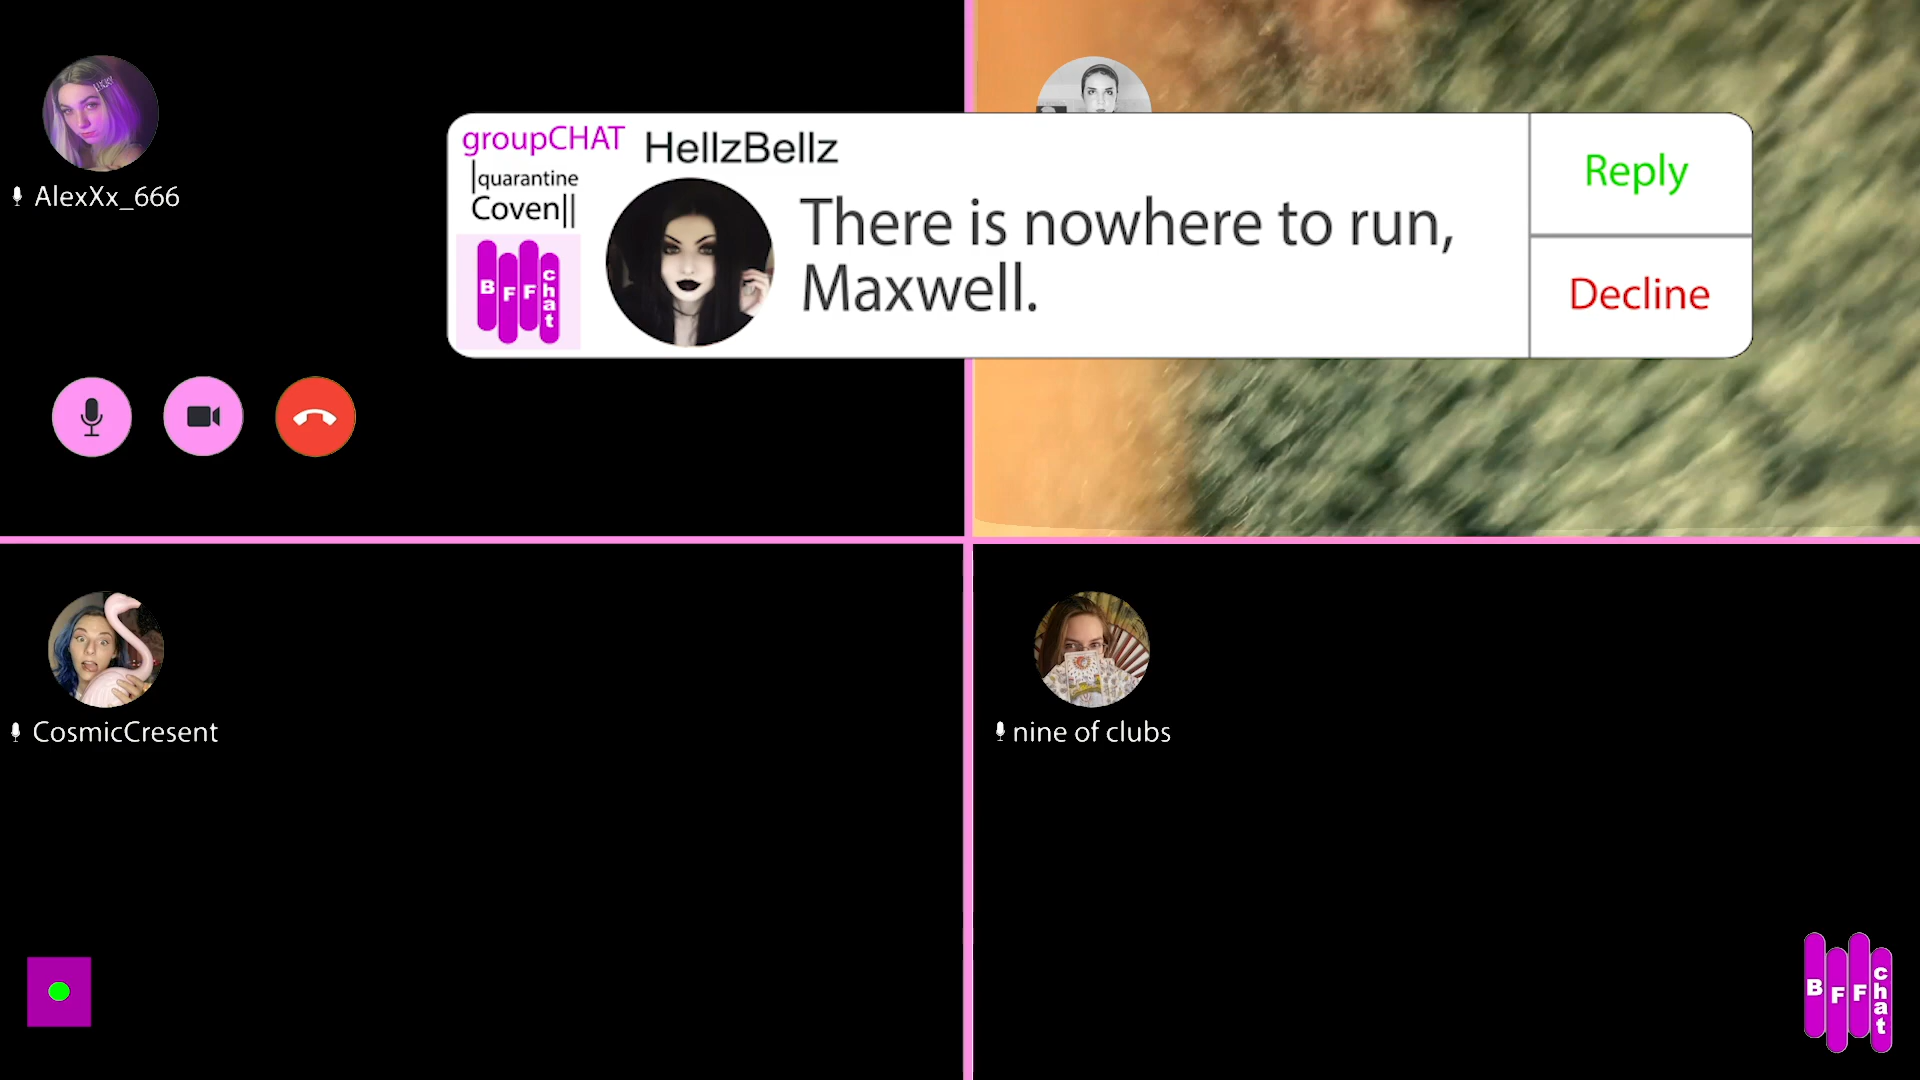 AlexXx_666
groupCHAT
|quarantine
Coven||
BFF chat
HellzBellz
There is nowhere to run,
Maxwell.
Reply
Decline
CosmicCresent
nine of clubs
BFF chat